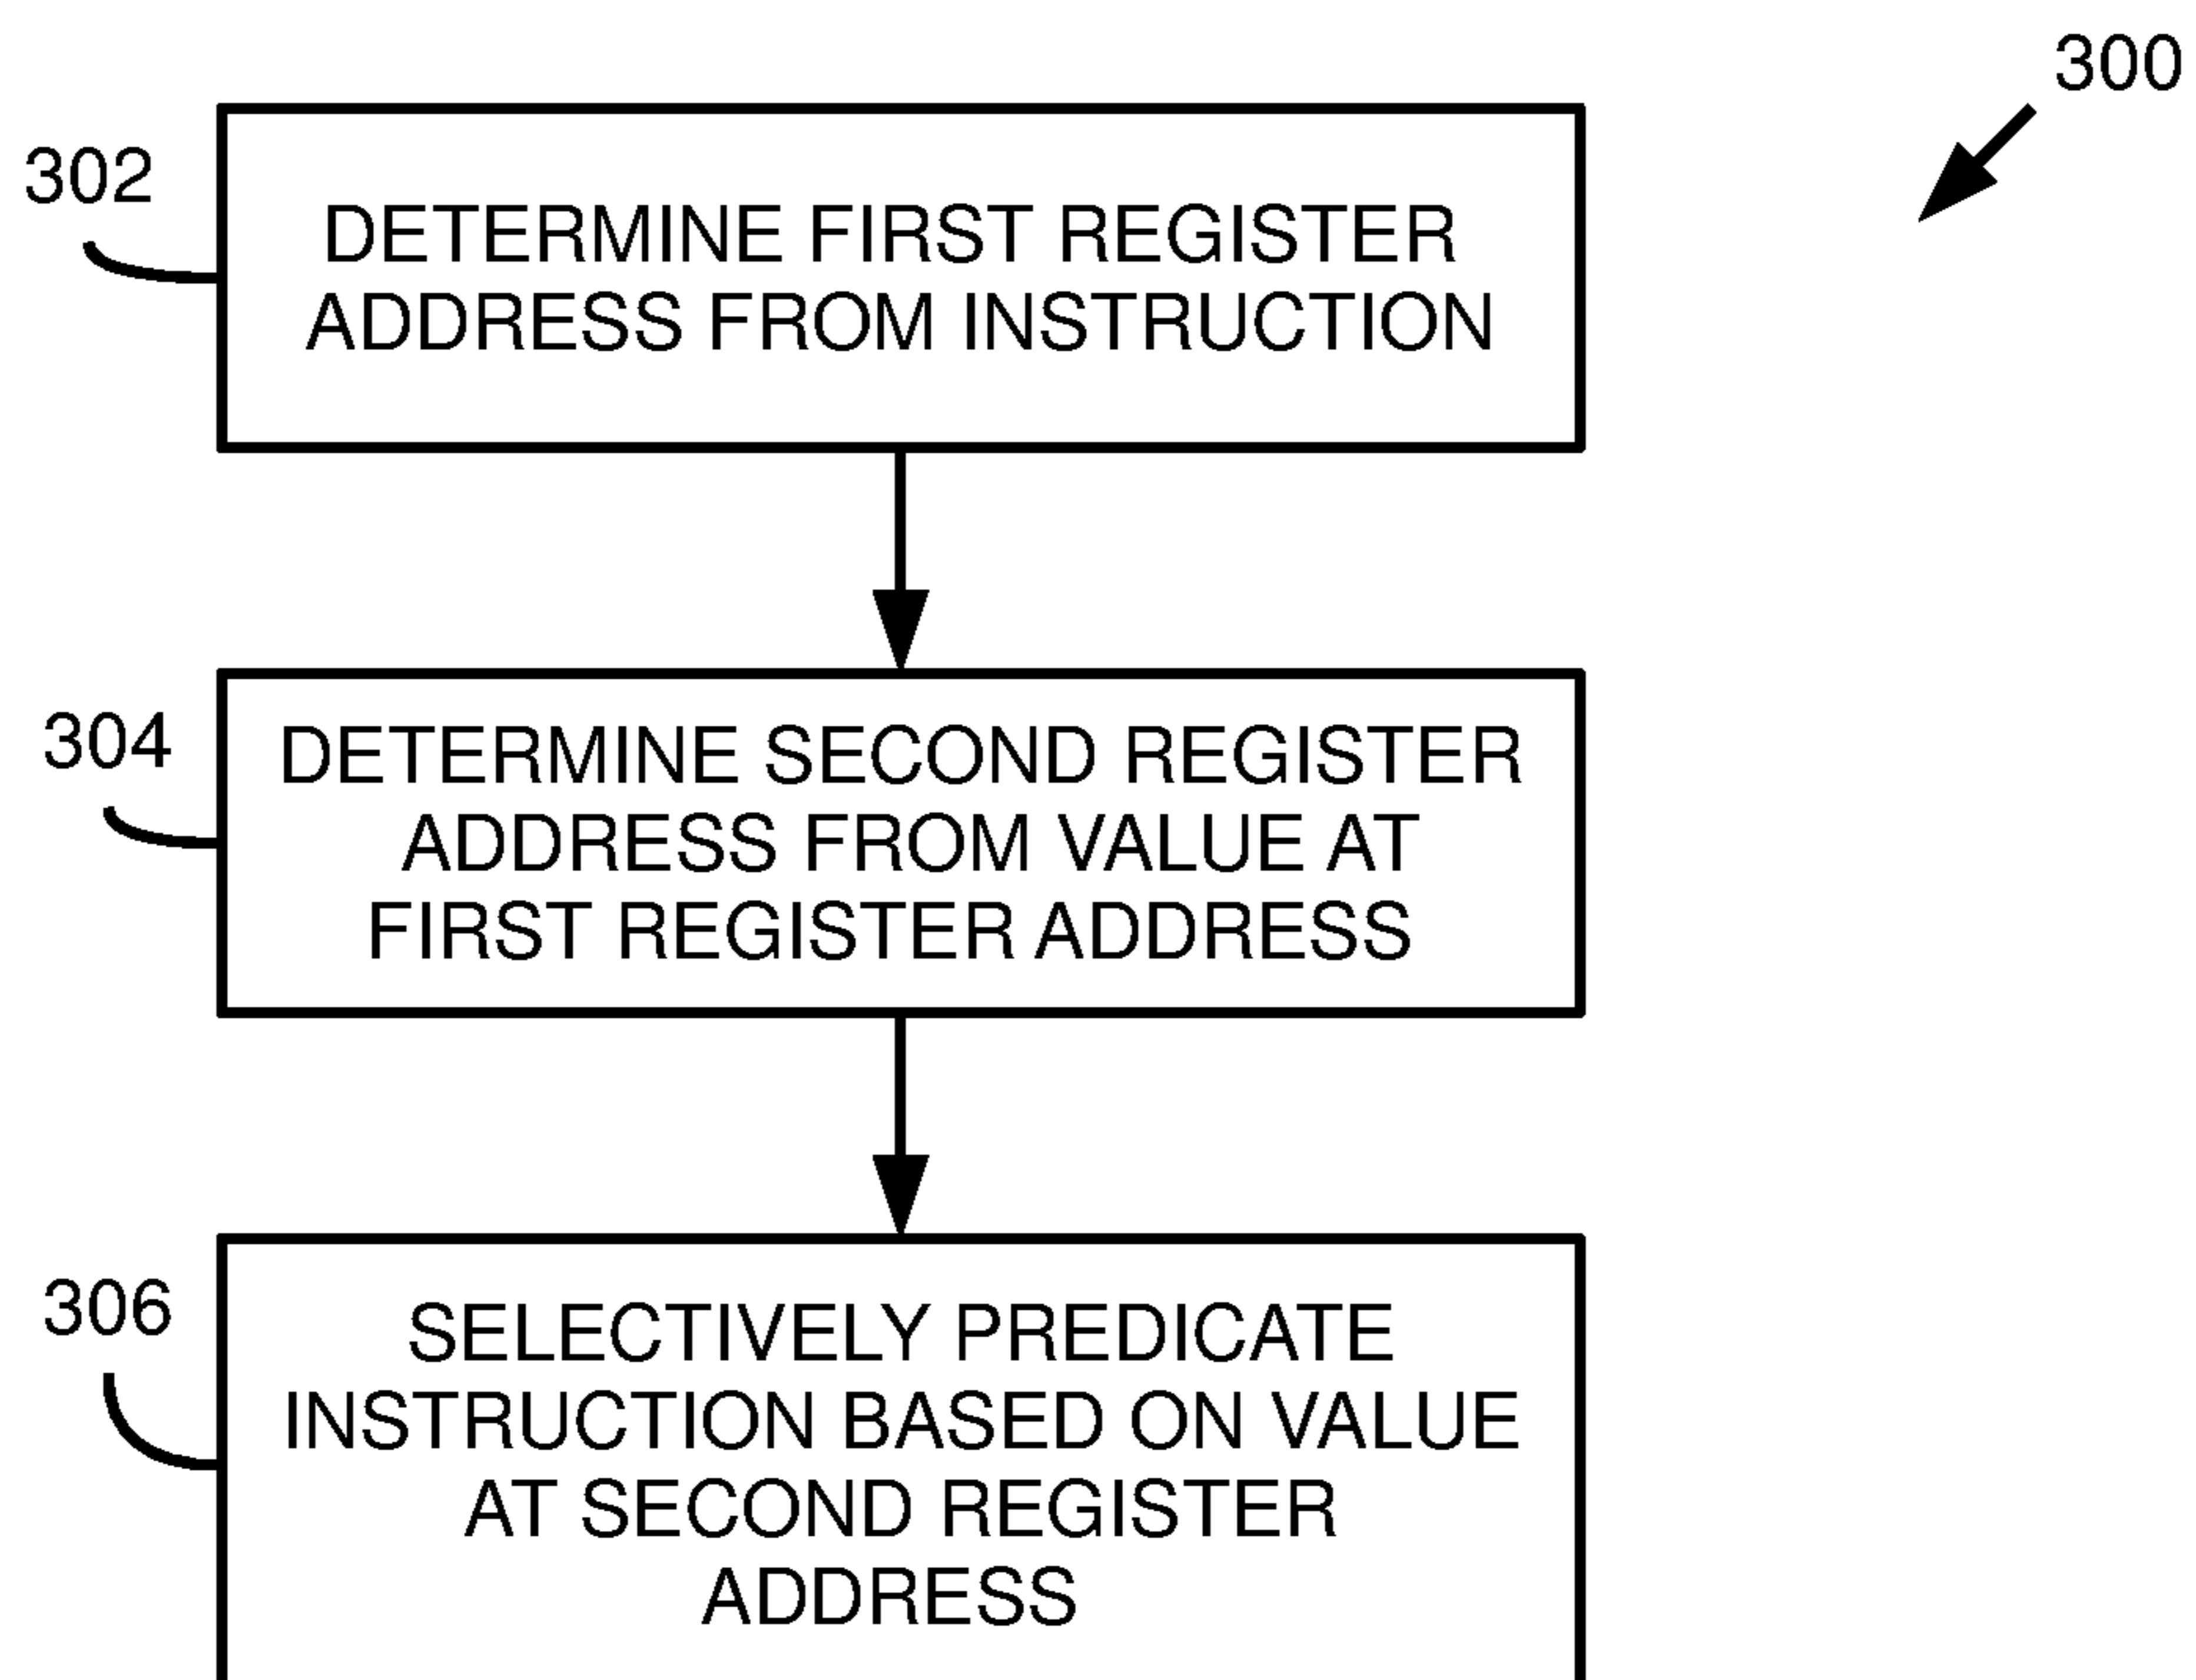 300
302
DETERMINE FIRST REGISTER
ADDRESS FROM INSTRUCTION
304
DETERMINE SECOND REGISTER
ADDRESS FROM VALUE AT
FIRST REGISTER ADDRESS
306
SELECTIVELY PREDICATE
INSTRUCTION BASED ON VALUE
AT SECOND REGISTER
ADDRESS